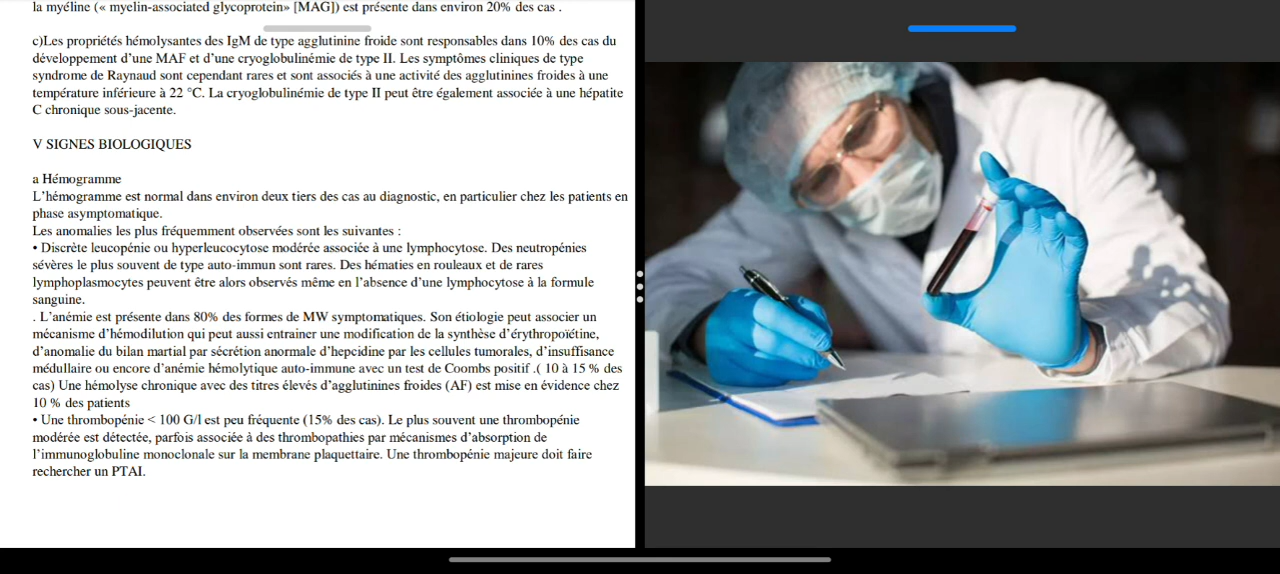 la myéline (« myelin-associated glycoprotein» [MAG]) est présente dans environ 20% des cas .
c)Les propriétés hémolysantes des IgM de type agglutinine froide sont responsables dans 10% des cas du
développement d’une MAF et d’une cryoglobulinémie de type II. Les symptômes cliniques de type
syndrome de Raynaud sont cependant rares et sont associés à une activité des agglutinines froides à une
température inférieure à 22 °C. La cryoglobulinémie de type II peut être également associée à une hépatite
C chronique sous-jacente.
V SIGNES BIOLOGIQUES
a Hémogramme
L’hémogramme est normal dans environ deux tiers des cas au diagnostic, en particulier chez les patients en
phase asymptomatique.
Les anomalies les plus fréquemment observées sont les suivantes :
• Discrète leucopénie ou hyperleucocytose modérée associée à une lymphocytose. Des neutropénies
sévères le plus souvent de type auto-immun sont rares. Des hématies en rouleaux et de rares
lymphoplasmocytes peuvent être alors observés même en l’absence d’une lymphocytose à la formule
sanguine.
. L’anémie est présente dans 80% des formes de MW symptomatiques. Son étiologie peut associer un
mécanisme d’hémodilution qui peut aussi entrainer une modification de la synthèse d’érythropoïétine,
d’anomalie du bilan martial par sécrétion anormale d’hepcidine par les cellules tumorales, d’insuffisance
médullaire ou encore d’anémie hémolytique auto-immune avec un test de Coombs positif .( 10 à 15 % des
cas) Une hémolyse chronique avec des titres élevés d’agglutinines froides (AF) est mise en évidence chez
10 % des patients
• Une thrombopénie < 100 G/l est peu fréquente (15% des cas). Le plus souvent une thrombopénie
modérée est détectée, parfois associée à des thrombopathies par mécanismes d’absorption de
l’immunoglobuline monoclonale sur la membrane plaquettaire. Une thrombopénie majeure doit faire
rechercher un PTAI.